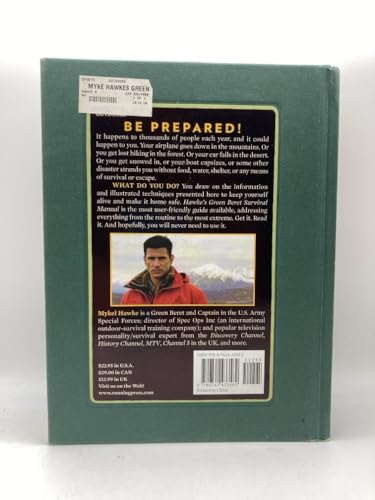 MYKE HAWKES GREEN
BE PREPARED!
It happens to thousands of people each year, and it could
happen to you. Your airplane goes down in the mountains. Or
you get lost hiking in the forest. Or your car fails in the desert.
Or you get snowed in, or your boat capsizes, or some other
disaster strands you without food, water, shelter, or any means
of survival or escape.
WHAT DO YOU DO? You draw on the information and
illustrated techniques presented here to keep yourself
alive and make it home safe. Hawke's Green Beret Survival
Manual is the most user-friendly guide available, addressing
everything from the routine to the most extreme. Get it. Read
it. And hopefully, you will never need to use it.
Mykel Hawke is a Green Beret and Captain in the U.S. Army
Special Forces; director of Spec Ops Inc (an international
outdoor-survival training company); and popular television
personality/survival expert from the Discovery Channel,
History Channel, MTV, Channel 5 in the UK, and more.
$22.95 in U.S.A.
$29.00 in CAN
£12.99 in UK
Visit us on the Web!
www.runningpress.com
Printed in China